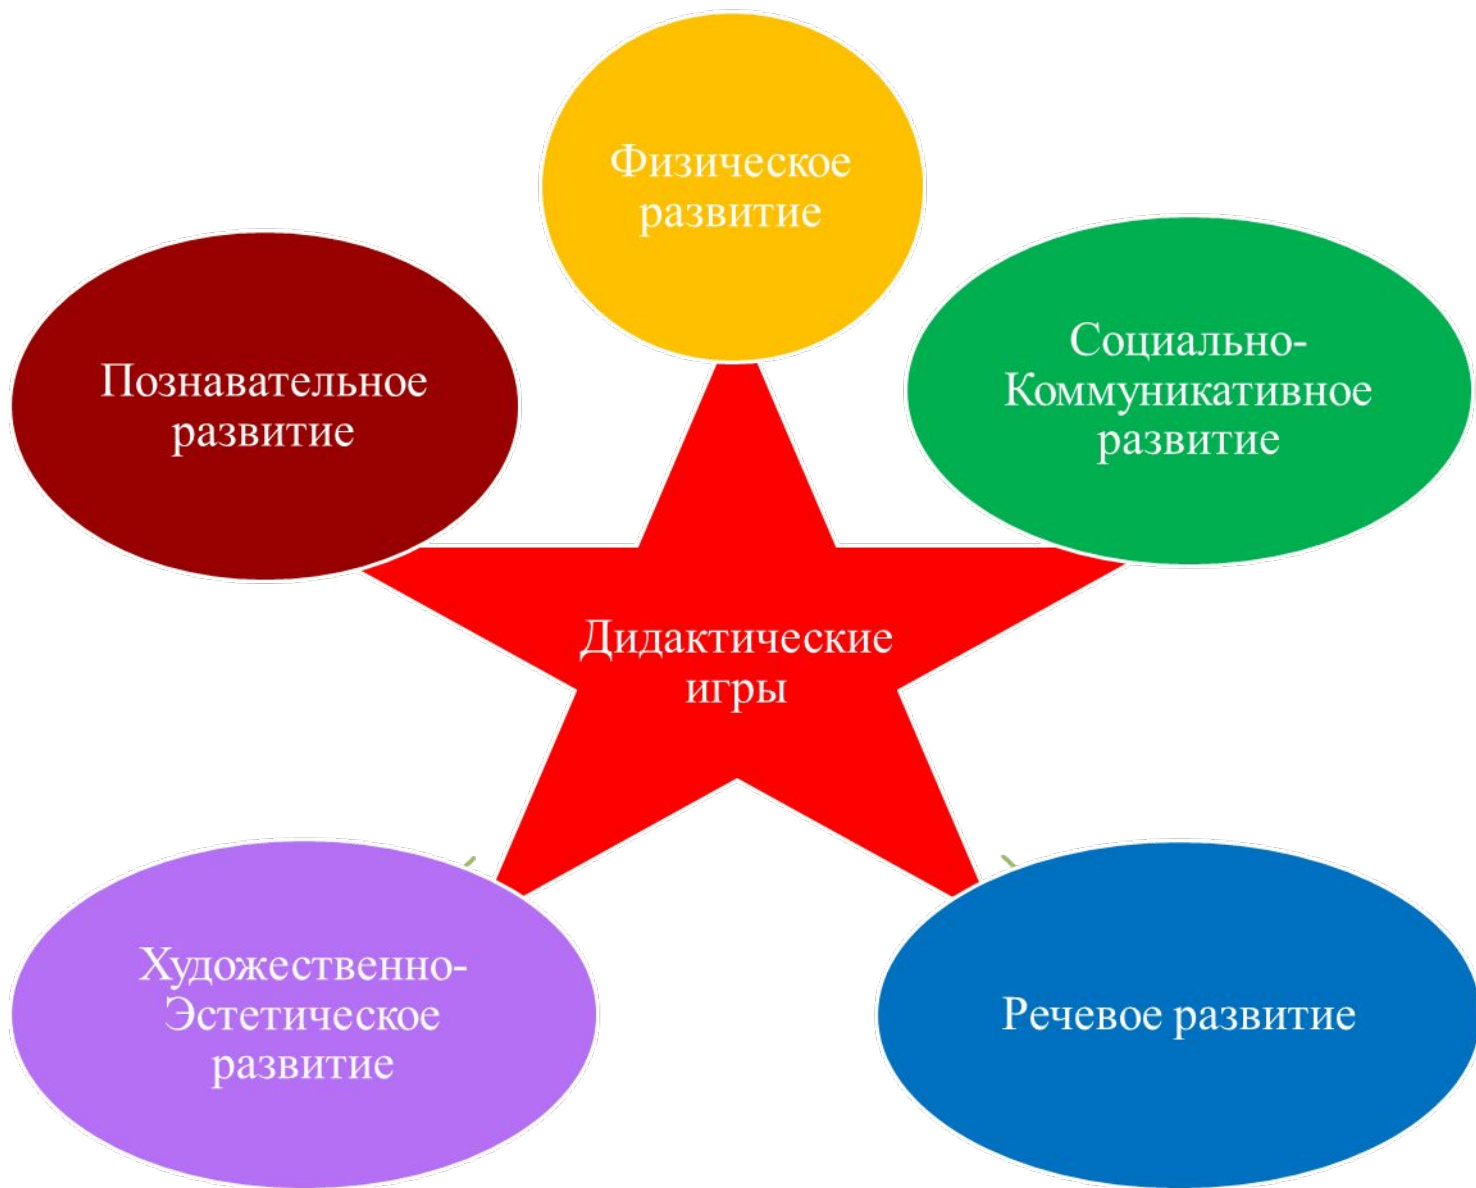 Физическое
развитие
Познавательное
развитие
Социально-
Коммуникативное
развитие
Дидактические
игры
Художественно-
Эстетическое
развитие
Речевое развитие